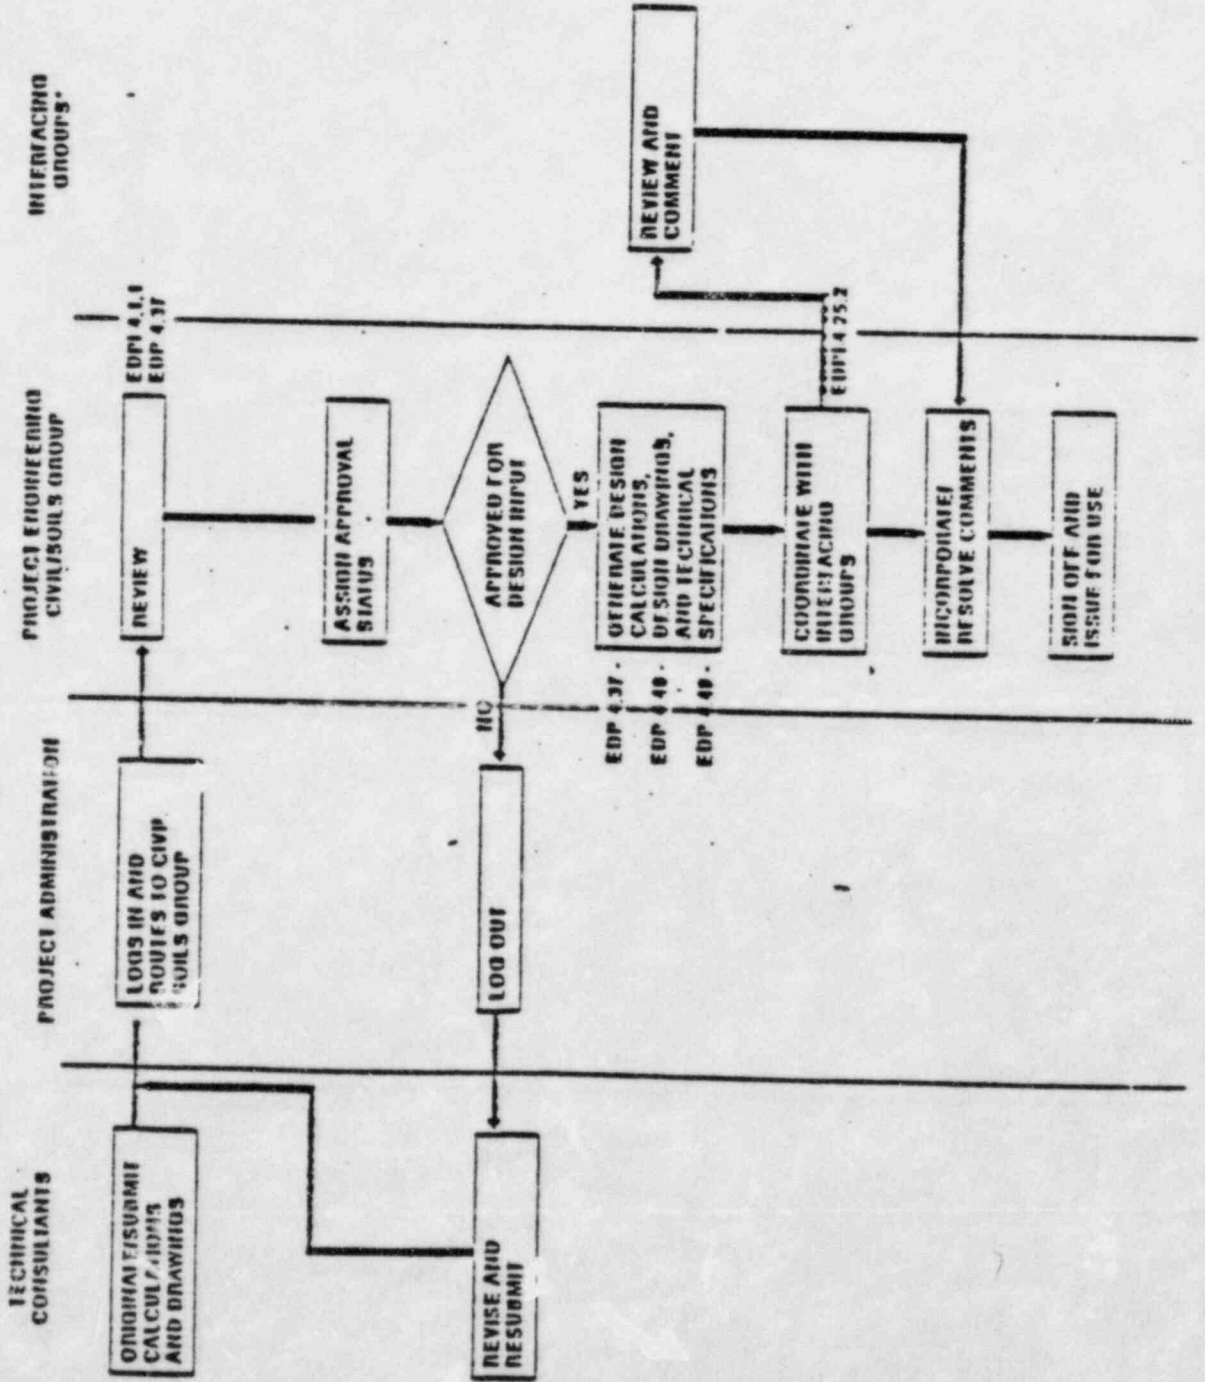 TECHNICAL
CONSULTANTS
PROJECT ADMINISTRATION
PROJECT ENGINEERING
CIVIL/SOILS GROUP
INTERFACING
GROUPS*
ORIGINATE/SUBMIT
CALCULATIONS
AND DRAWINGS
LOGS IN AND
ROUTES TO CIVIL/
SOILS GROUP
REVIEW
EDPI 4.1.1
EDP 4.37
ASSIGN APPROVAL
STATUS
APPROVED FOR
DESIGN INPUT
NO
YES
LOG OUT
REVISE AND
RESUBMIT
EDP 4.37
EDP 4.46
EDP 4.49
GENERATE DESIGN
CALCULATIONS,
DESIGN DRAWINGS,
AND TECHNICAL
SPECIFICATIONS
COORDINATE WITH
INTERFACING
GROUPS
EDPI 4.25.2
REVIEW AND
COMMENT
INCORPORATE/
RESOLVE COMMENTS
SIGN OFF AND
ISSUE FOR USE